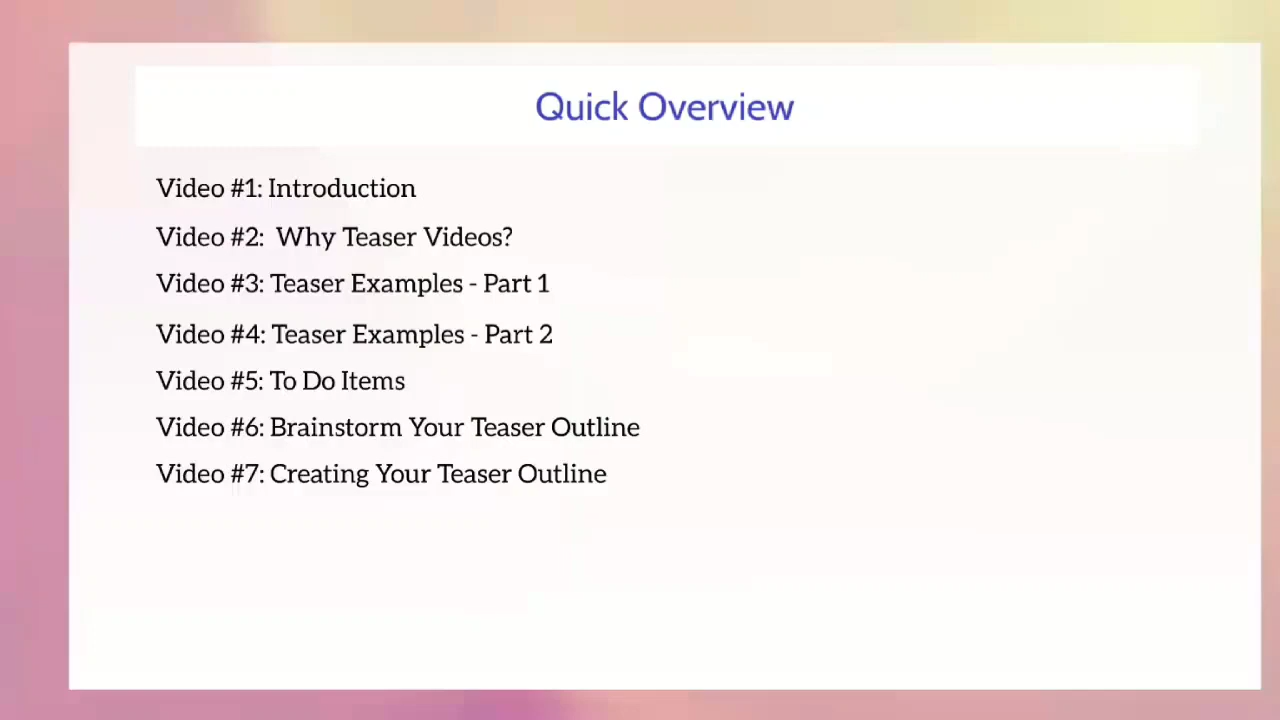 Quick Overview
Video #1: Introduction
Video #2:  Why Teaser Videos?
Video #3: Teaser Examples - Part 1
Video #4: Teaser Examples - Part 2
Video #5: To Do Items
Video #6: Brainstorm Your Teaser Outline
Video #7: Creating Your Teaser Outline